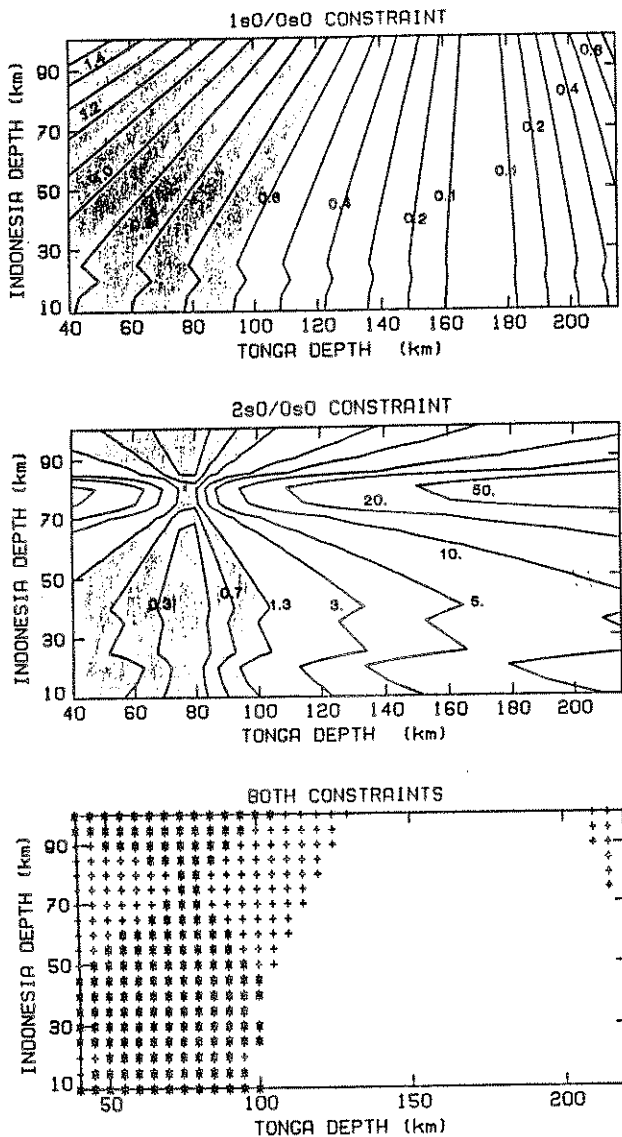 1s0/0s0 CONSTRAINT
INDONESIA DEPTH (km)
90
70
50
30
10
1.4
1.2
0.6
0.4
0.2
0.1
0.1
0.2
0.4
0.6
40 60 80 100 120 140 160 180 200
TONGA DEPTH (km)
2s0/0s0 CONSTRAINT
INDONESIA DEPTH (km)
90
70
50
30
10
20.
50.
10.
0.3
0.7
1.3
3.
5.
40 60 80 100 120 140 160 180 200
TONGA DEPTH (km)
BOTH CONSTRAINTS
INDONESIA DEPTH (km)
90
70
50
30
10
50 100 150 200
TONGA DEPTH (km)